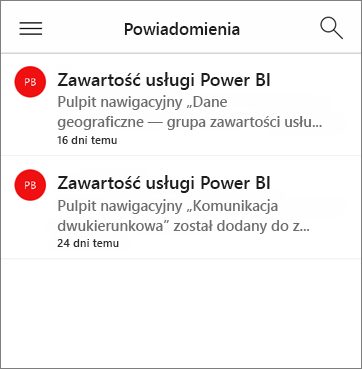 Powiadomienia
PB
Zawartość usługi Power BI
Pulpit nawigacyjny „Dane
geograficzne — grupa zawartości usłu...
16 dni temu
PB
Zawartość usługi Power BI
Pulpit nawigacyjny „Komunikacja
dwukierunkowa” został dodany do z...
24 dni temu